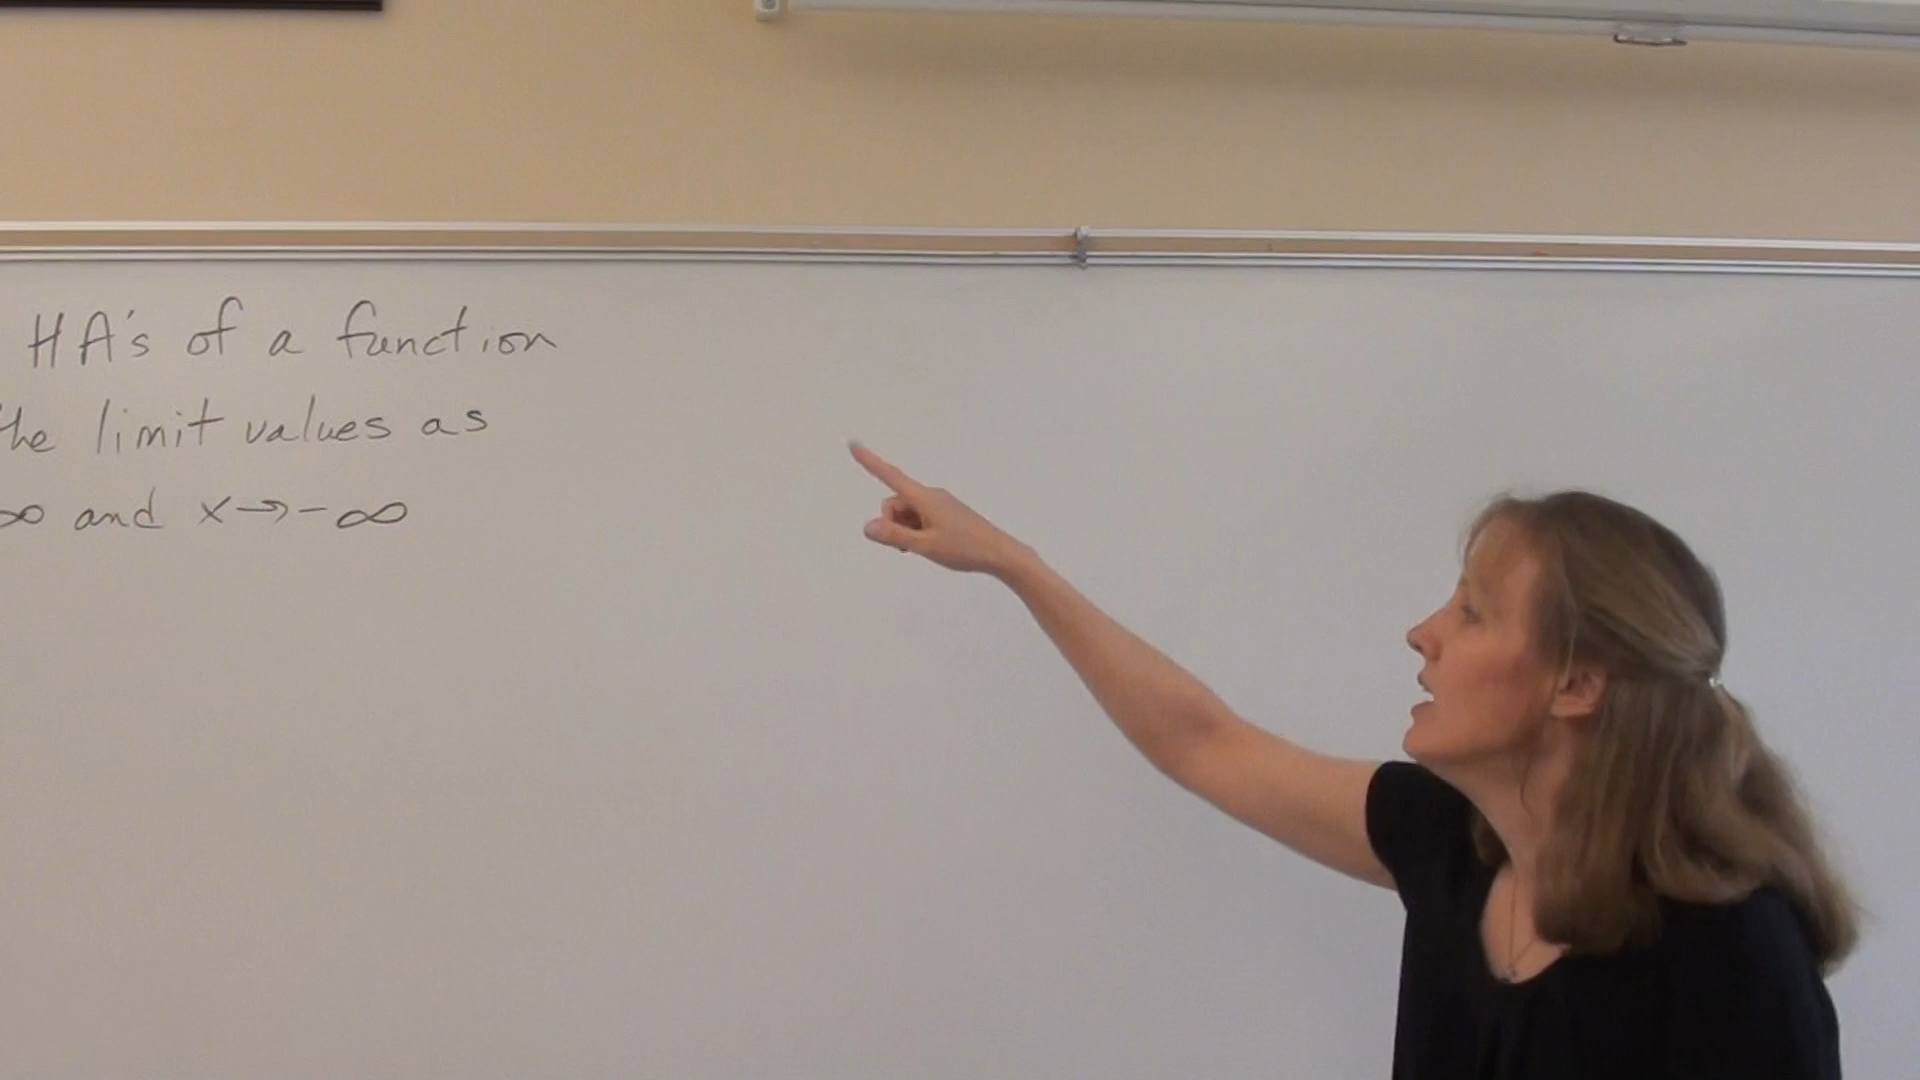 HA's of a function
the limit values as
∞ and x→-∞